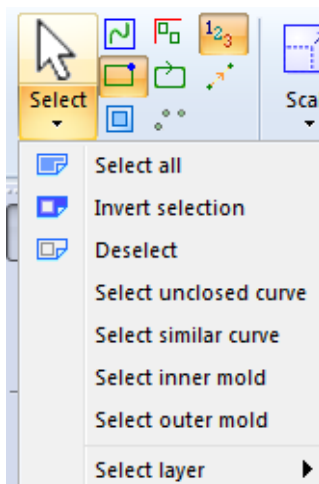 123
Select
Sca
Select all
Invert selection
Deselect
Select unclosed curve
Select similar curve
Select inner mold
Select outer mold
Select layer